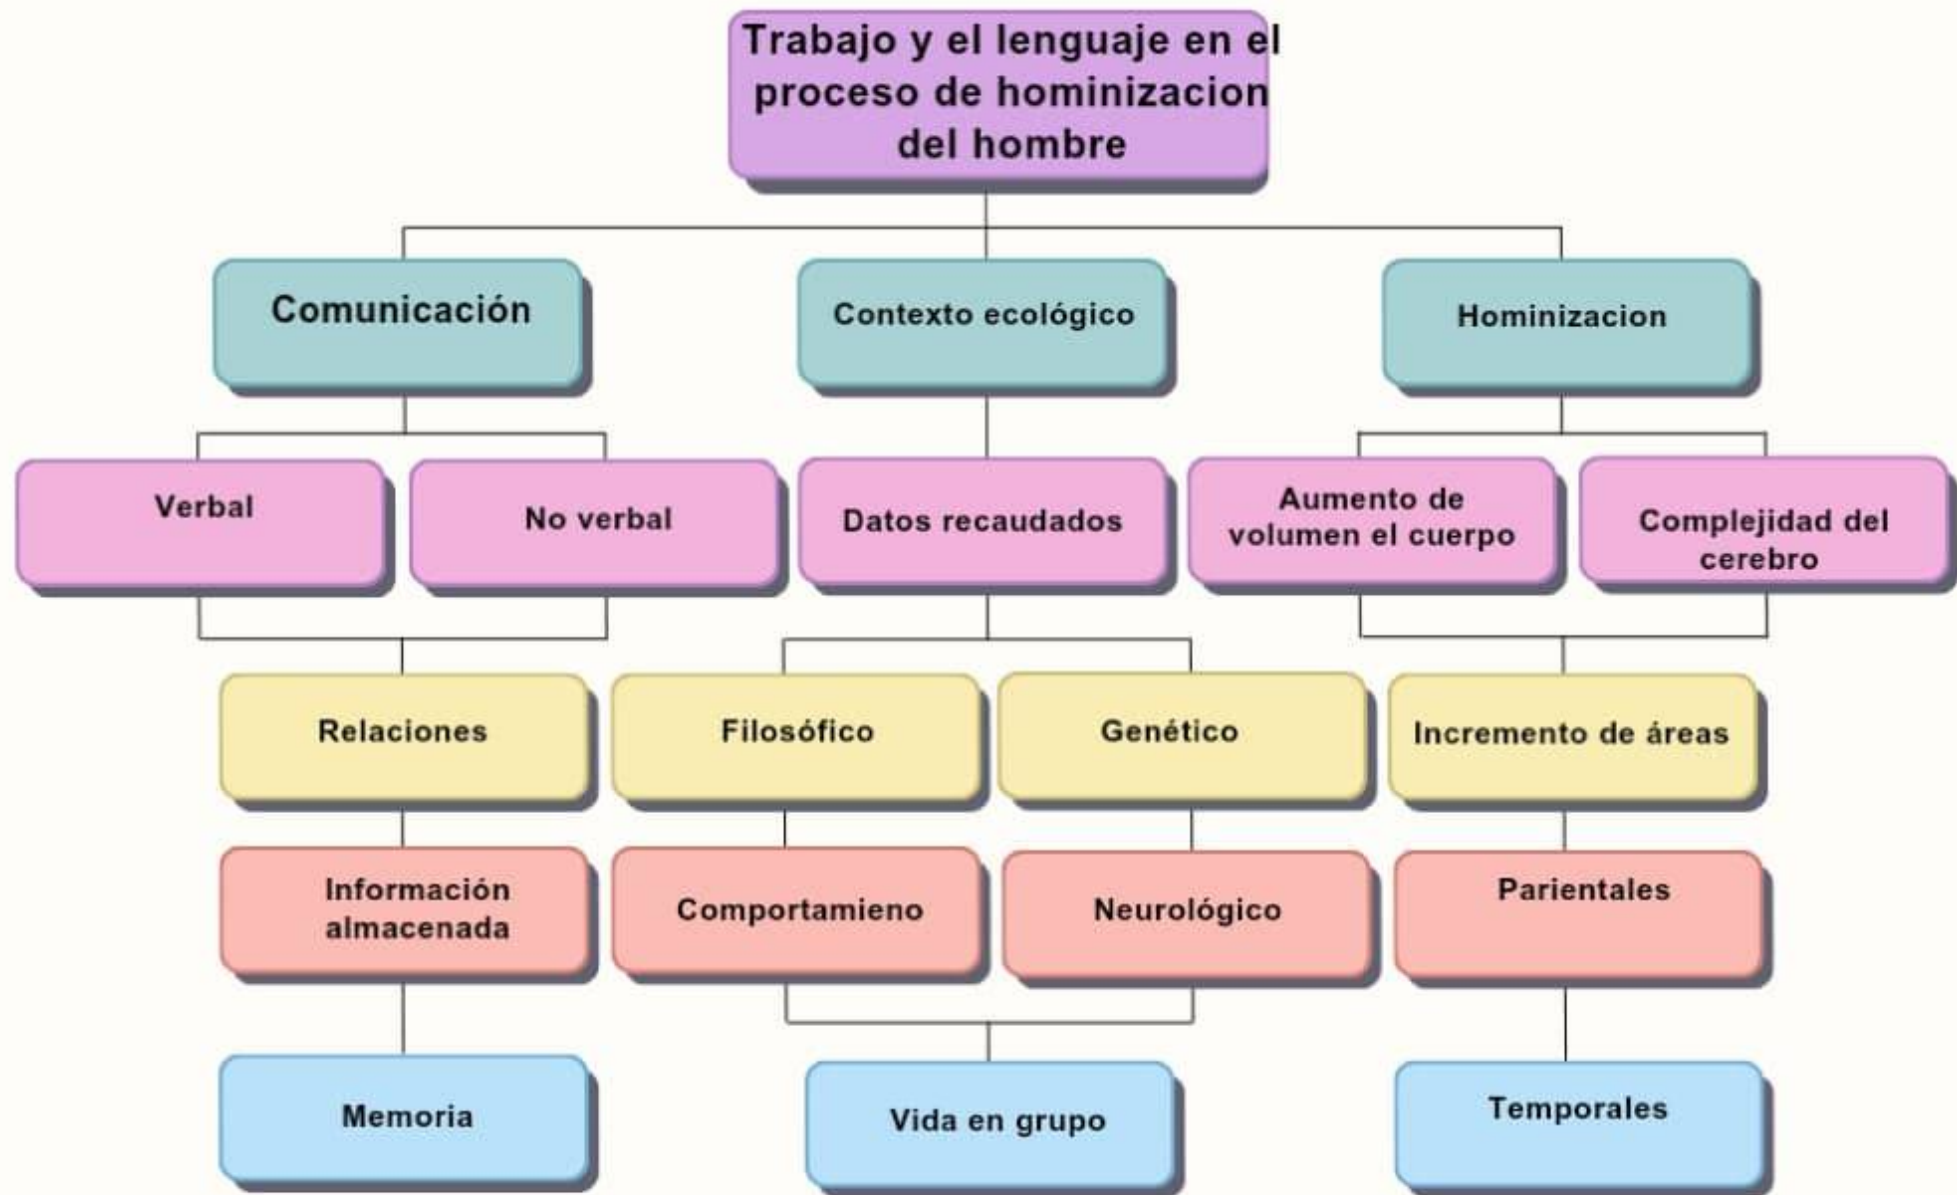 Trabajo y el lenguaje en el
proceso de hominizacion
del hombre
Comunicación
Contexto ecológico
Hominizacion
Verbal
No verbal
Datos recaudados
Aumento de
volumen el cuerpo
Complejidad del
cerebro
Relaciones
Filosófico
Genético
Incremento de áreas
Información
almacenada
Comportamieno
Neurológico
Parientales
Memoria
Vida en grupo
Temporales